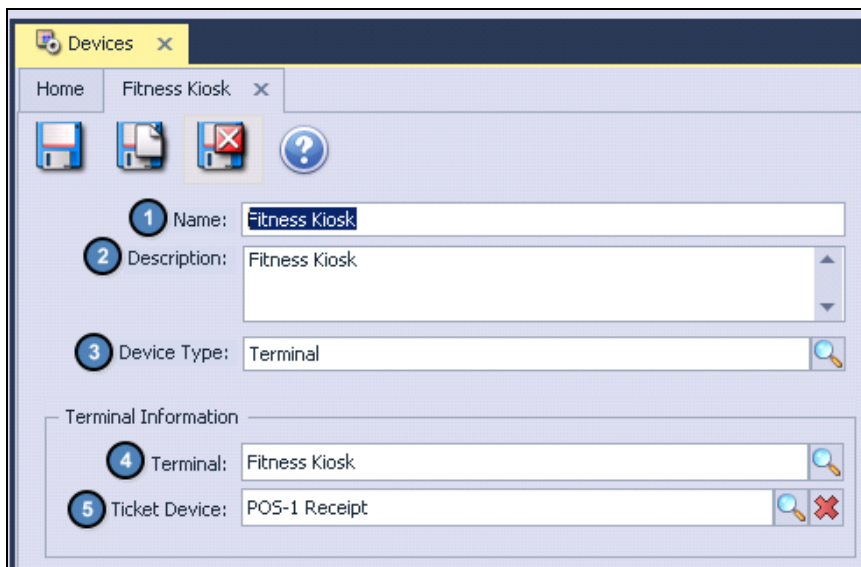 Devices
Home Fitness Kiosk
1 Name: Fitness Kiosk
2 Description: Fitness Kiosk
3 Device Type: Terminal
Terminal Information
4 Terminal: Fitness Kiosk
5 Ticket Device: POS-1 Receipt